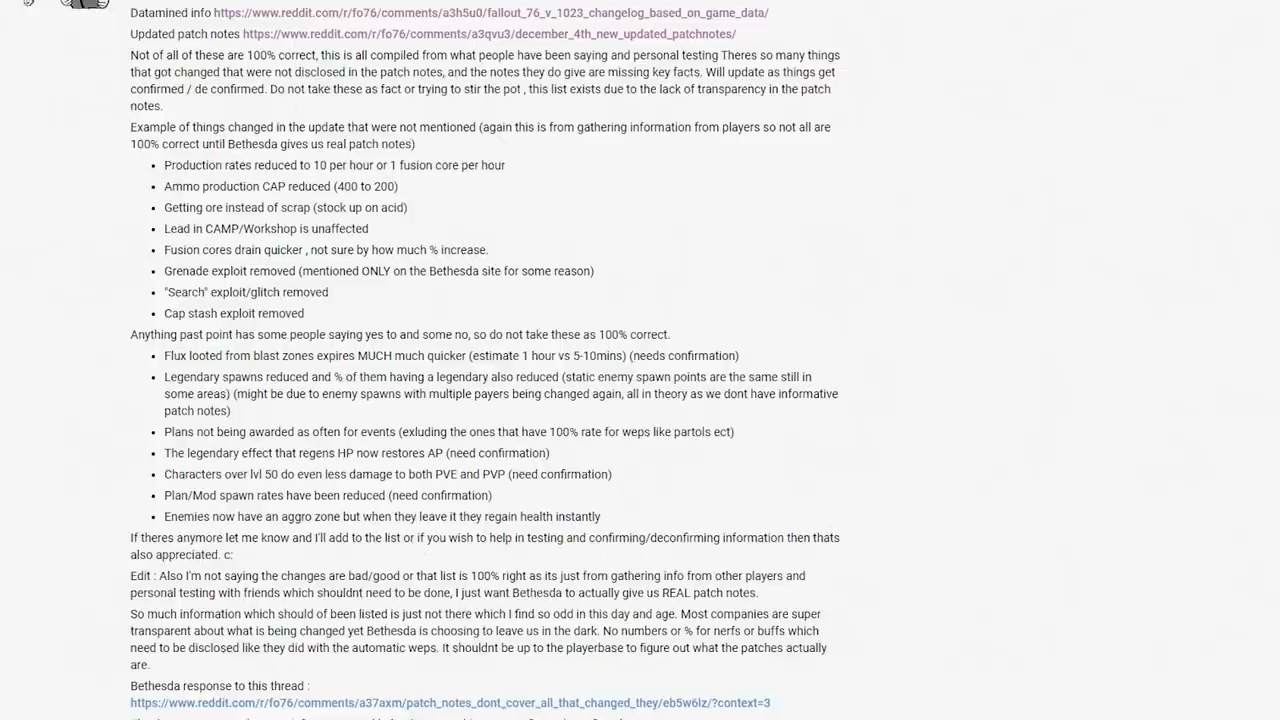 Datamined info https://www.reddit.com/r/fo76/comments/a3h5u0/fallout_76_v_1023_changelog_based_on_game_data/
Updated patch notes https://www.reddit.com/r/fo76/comments/a3qvu3/december_4th_new_updated_patchnotes/
Not of all of these are 100% correct, this is all compiled from what people have been saying and personal testing Theres so many things
that got changed that were not disclosed in the patch notes, and the notes they do give are missing key facts. Will update as things get
confirmed / de confirmed. Do not take these as fact or trying to stir the pot , this list exists due to the lack of transparency in the patch
notes.
Example of things changed in the update that were not mentioned (again this is from gathering information from players so not all are
100% correct until Bethesda gives us real patch notes)
• Production rates reduced to 10 per hour or 1 fusion core per hour
• Ammo production CAP reduced (400 to 200)
• Getting ore instead of scrap (stock up on acid)
• Lead in CAMP/Workshop is unaffected
• Fusion cores drain quicker , not sure by how much % increase.
• Grenade exploit removed (mentioned ONLY on the Bethesda site for some reason)
• "Search" exploit/glitch removed
• Cap stash exploit removed
Anything past point has some people saying yes to and some no, so do not take these as 100% correct.
• Flux looted from blast zones expires MUCH much quicker (estimate 1 hour vs 5-10mins) (needs confirmation)
• Legendary spawns reduced and % of them having a legendary also reduced (static enemy spawn points are the same still in
some areas) (might be due to enemy spawns with multiple payers being changed again, all in theory as we dont have informative
patch notes)
• Plans not being awarded as often for events (exluding the ones that have 100% rate for weps like partols ect)
• The legendary effect that regens HP now restores AP (need confirmation)
• Characters over lvl 50 do even less damage to both PVE and PVP (need confirmation)
• Plan/Mod spawn rates have been reduced (need confirmation)
• Enemies now have an aggro zone but when they leave it they regain health instantly
If theres anymore let me know and I'll add to the list or if you wish to help in testing and confirming/deconfirming information then thats
also appreciated. c:
Edit : Also I'm not saying the changes are bad/good or that list is 100% right as its just from gathering info from other players and
personal testing with friends which shouldnt need to be done, I just want Bethesda to actually give us REAL patch notes.
So much information which should of been listed is just not there which I find so odd in this day and age. Most companies are super
transparent about what is being changed yet Bethesda is choosing to leave us in the dark. No numbers or % for nerfs or buffs which
need to be disclosed like they did with the automatic weps. It shouldnt be up to the playerbase to figure out what the patches actually
are.
Bethesda response to this thread :
https://www.reddit.com/r/fo76/comments/a37axm/patch_notes_dont_cover_all_that_changed_they/eb5w6lz/?context=3